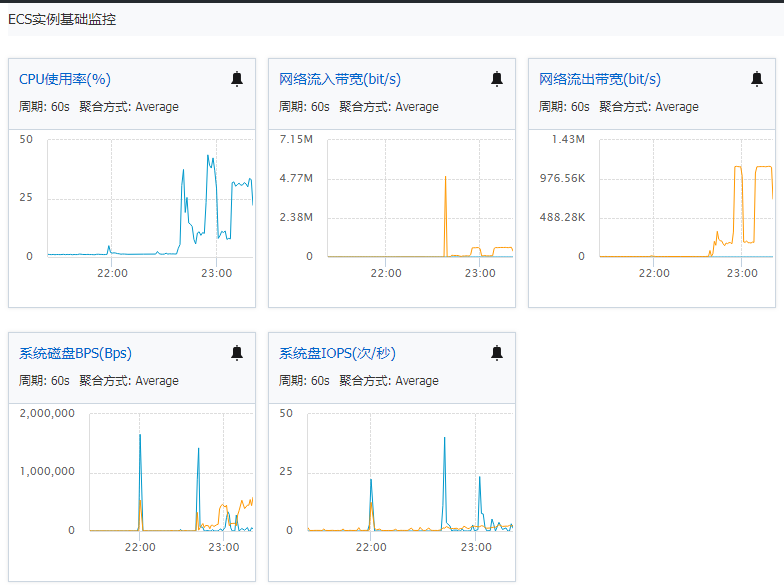 ECS实例基础监控
CPU使用率(%)
周期: 60s 聚合方式: Average
50
25
0
22:00
23:00
网络流入带宽(bit/s)
周期: 60s 聚合方式: Average
7.15M
4.77M
2.38M
0
22:00
23:00
网络流出带宽(bit/s)
周期: 60s 聚合方式: Average
1.43M
976.56K
488.28K
0
22:00
23:00
系统磁盘BPS(Bps)
周期: 60s 聚合方式: Average
2,000,000
1,000,000
0
22:00
23:00
系统盘IOPS(次/秒)
周期: 60s 聚合方式: Average
50
25
0
22:00
23:00